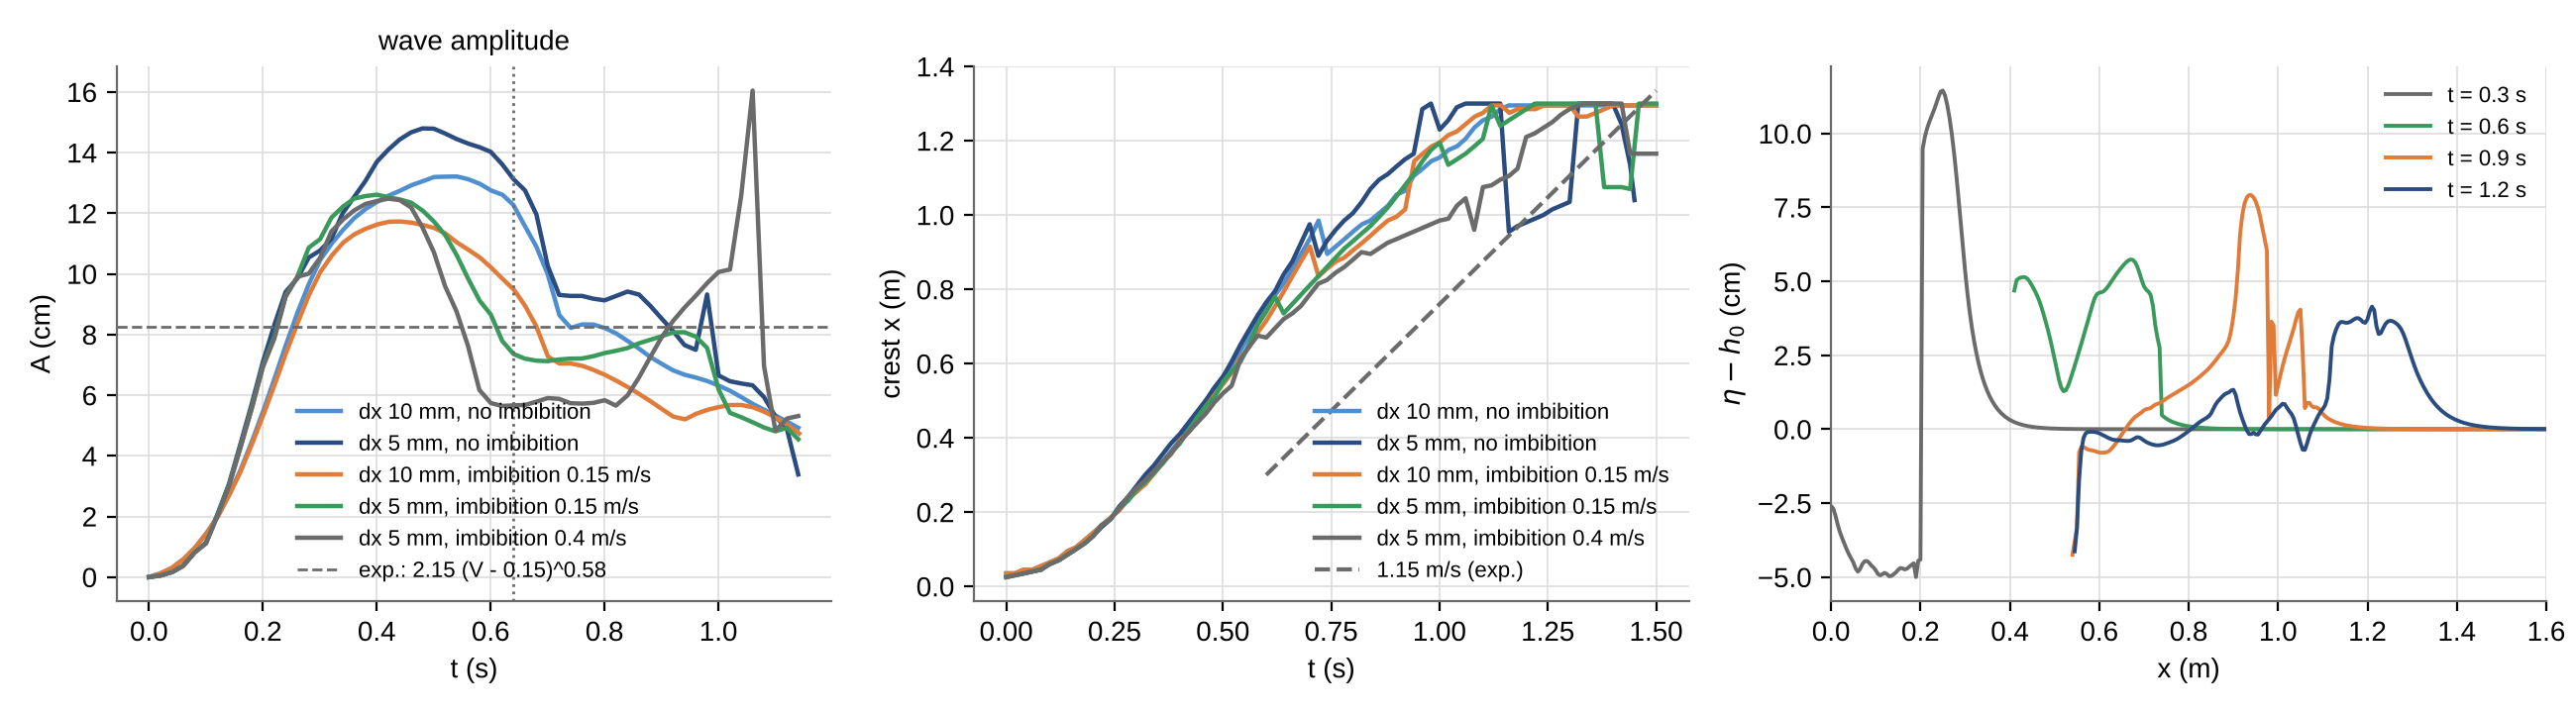 wave amplitude
A (cm)
16
14
12
10
8
6
4
2
0
dx 10 mm, no imbibition
dx 5 mm, no imbibition
dx 10 mm, imbibition 0.15 m/s
dx 5 mm, imbibition 0.15 m/s
dx 5 mm, imbibition 0.4 m/s
exp.: 2.15 (V - 0.15)^0.58
0.0 0.2 0.4 0.6 0.8 1.0
t (s)
crest x (m)
1.4
1.2
1.0
0.8
0.6
0.4
0.2
0.0
dx 10 mm, no imbibition
dx 5 mm, no imbibition
dx 10 mm, imbibition 0.15 m/s
dx 5 mm, imbibition 0.15 m/s
dx 5 mm, imbibition 0.4 m/s
1.15 m/s (exp.)
0.00 0.25 0.50 0.75 1.00 1.25 1.50
t (s)
η − h₀ (cm)
10.0
7.5
5.0
2.5
0.0
−2.5
−5.0
t = 0.3 s
t = 0.6 s
t = 0.9 s
t = 1.2 s
0.0 0.2 0.4 0.6 0.8 1.0 1.2 1.4 1.6
x (m)